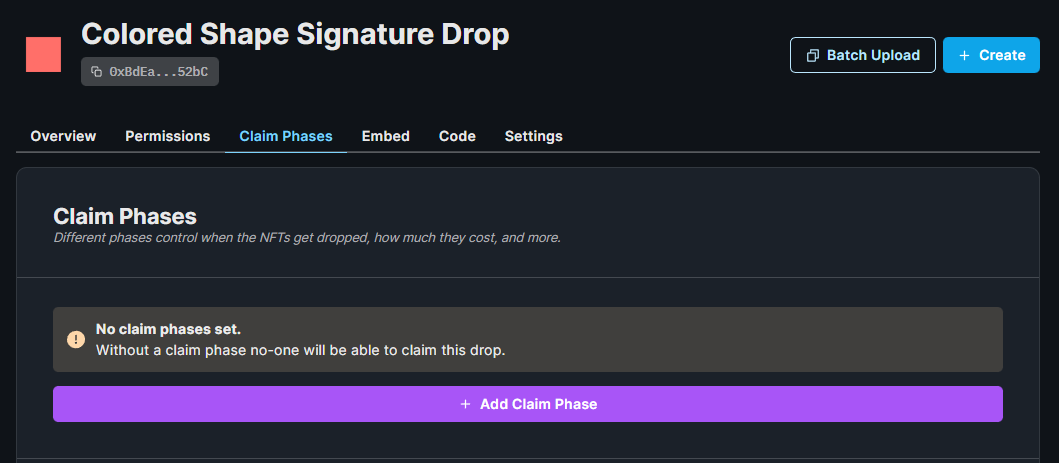 Colored Shape Signature Drop
0xBdEa...52bC
Batch Upload
+ Create
Overview Permissions Claim Phases Embed Code Settings
Claim Phases
Different phases control when the NFTs get dropped, how much they cost, and more.
No claim phases set.
Without a claim phase no-one will be able to claim this drop.
+ Add Claim Phase